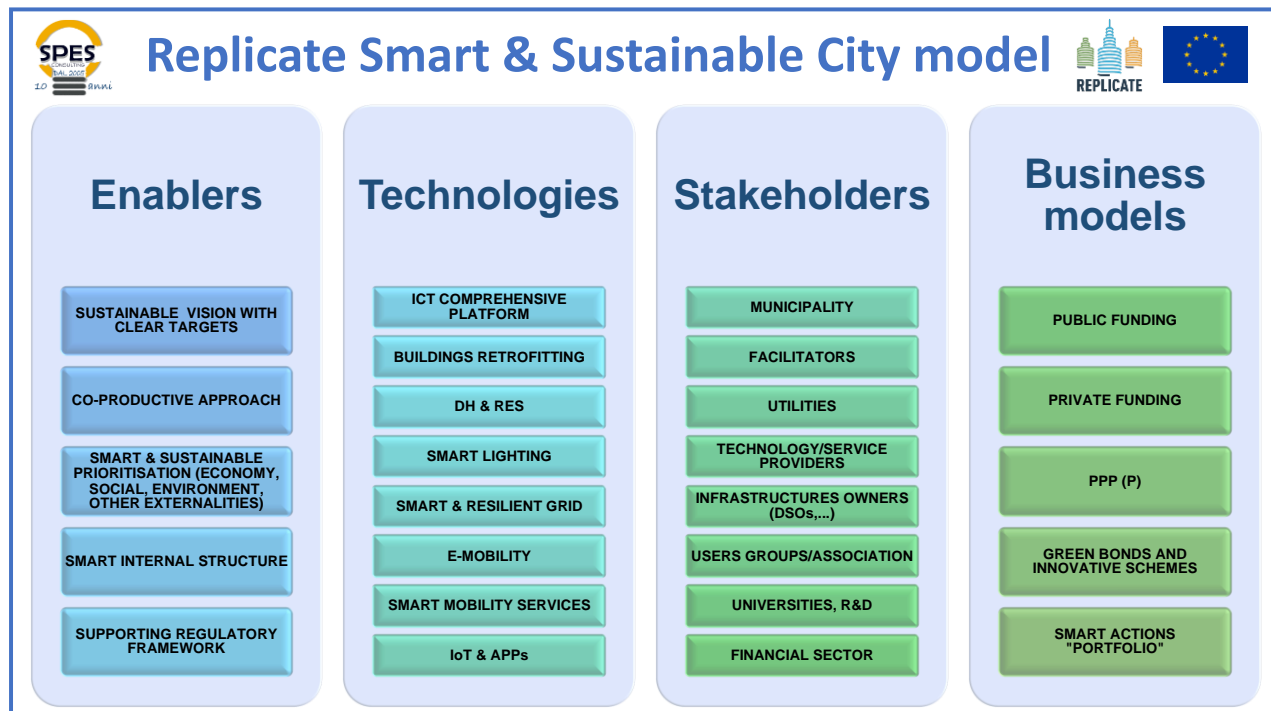 SPES
CONSULTING
DAL 2005
10 anni
Replicate Smart & Sustainable City model
REPLICATE
Enablers
SUSTAINABLE VISION WITH
CLEAR TARGETS
CO-PRODUCTIVE APPROACH
SMART & SUSTAINABLE
PRIORITISATION (ECONOMY,
SOCIAL, ENVIRONMENT,
OTHER EXTERNALITIES)
SMART INTERNAL STRUCTURE
SUPPORTING REGULATORY
FRAMEWORK
Technologies
ICT COMPREHENSIVE
PLATFORM
BUILDINGS RETROFITTING
DH & RES
SMART LIGHTING
SMART & RESILIENT GRID
E-MOBILITY
SMART MOBILITY SERVICES
IoT & APPs
Stakeholders
MUNICIPALITY
FACILITATORS
UTILITIES
TECHNOLOGY/SERVICE
PROVIDERS
INFRASTRUCTURES OWNERS
(DSOs,...)
USERS GROUPS/ASSOCIATION
UNIVERSITIES, R&D
FINANCIAL SECTOR
Business
models
PUBLIC FUNDING
PRIVATE FUNDING
PPP (P)
GREEN BONDS AND
INNOVATIVE SCHEMES
SMART ACTIONS
"PORTFOLIO"